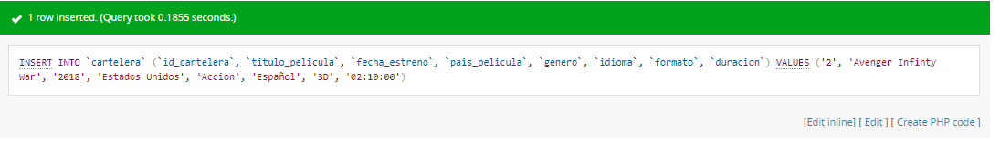 1 row inserted. (Query took 0.1855 seconds.)
INSERT INTO `cartelera` (`id_cartelera`, `titulo_pelicula`, `fecha_estreno`, `pais_pelicula`, `genero`, `idioma`, `formato`, `duracion`) VALUES ('2', 'Avenger Infinty
War', '2018', 'Estados Unidos', 'Accion', 'Español', '3D', '02:10:00')
[Edit inline] [ Edit ] [ Create PHP code ]